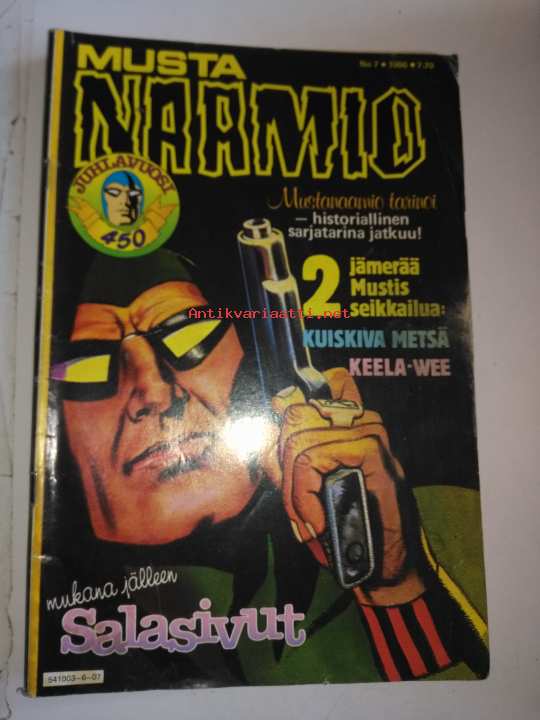 MUSTA
No 7 ● 1986 ● 7.20
NAAMIO
JUHLAVUOSI
450
Mustanaamio tarinoi
— historiallinen
sarjatarina jatkuu!
2 jämerää
Mustis
seikkailua:
Antikvariaatti.net
KUISKIVA METSÄ
KEELA-WEE
mukana jälleen
Salasivut
541003-6-07